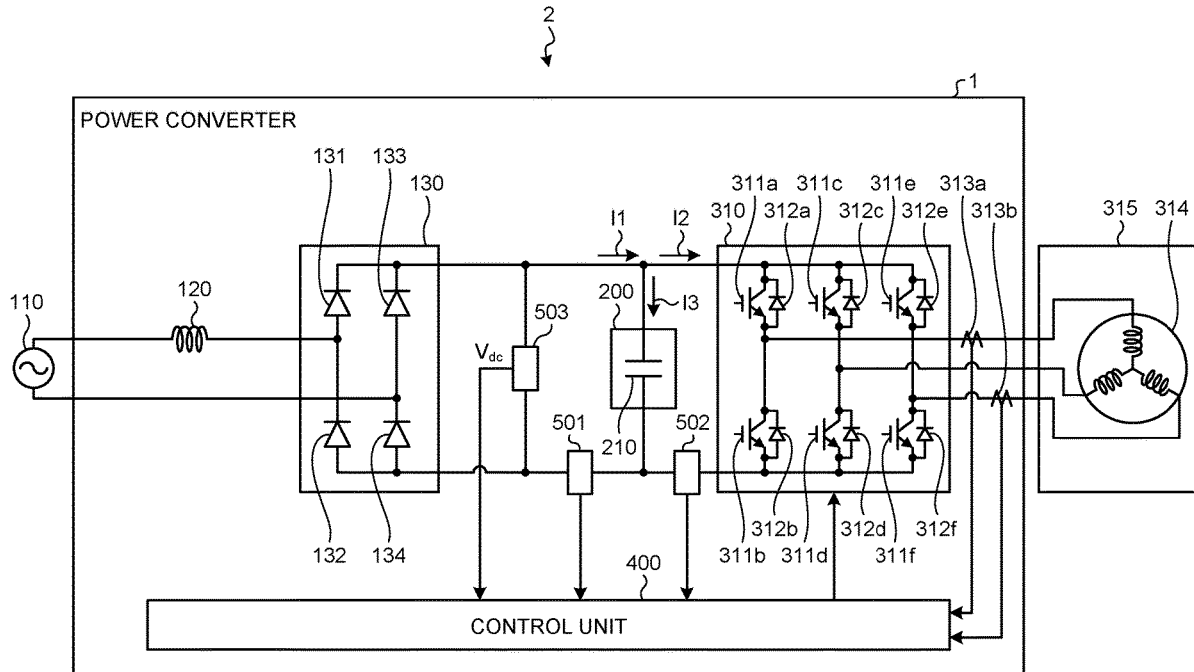 2
1
POWER CONVERTER
131 133
130
311a 311c 311e 313a
310 312a 312c 312e 313b
315 314
I1 I2
110
120
200 I3
503
Vdc
501 210 502
132 134
312b 312d 312f
311b 311d 311f
400
CONTROL UNIT